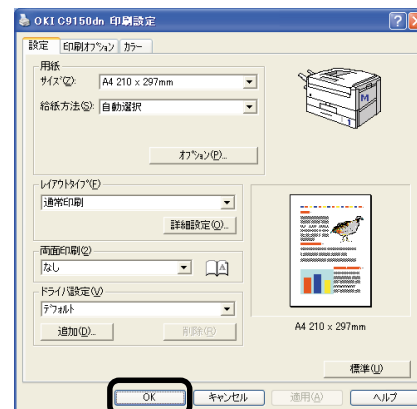 OKI C9150dn 印刷設定
設定 印刷ｵﾌﾟｼｮﾝ ｶﾗｰ
用紙
ｻｲｽﾞ(Z): A4 210 x 297mm
給紙方法(S): 自動選択
ｵﾌﾟｼｮﾝ(P)...
ﾚｲｱｳﾄﾀｲﾌﾟ(E)
通常印刷
詳細設定(O)...
両面印刷(2)
なし
ﾄﾞﾗｲﾊﾞ設定(V)
ﾃﾞﾌｫﾙﾄ
追加(D)... 削除(R)
A4 210 x 297mm
標準(U)
OK キャンセル 適用(A) ヘルプ